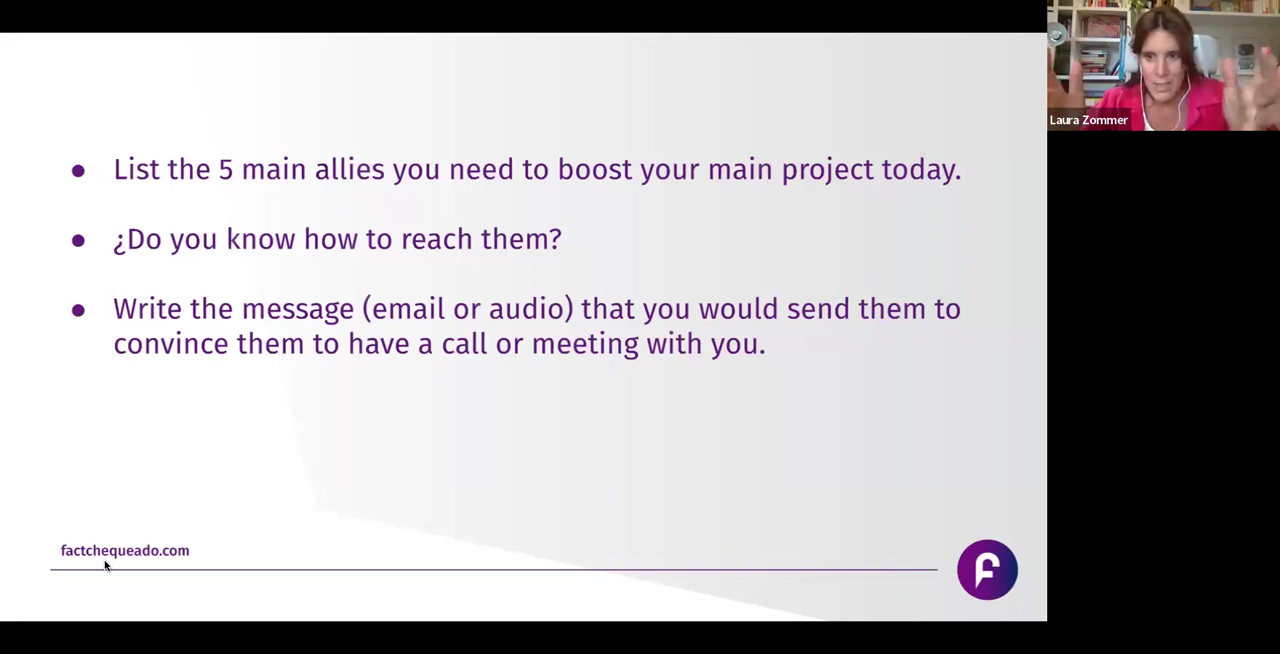 Laura Zommer
● List the 5 main allies you need to boost your main project today.
● ¿Do you know how to reach them?
● Write the message (email or audio) that you would send them to
convince them to have a call or meeting with you.
factchequeado.com